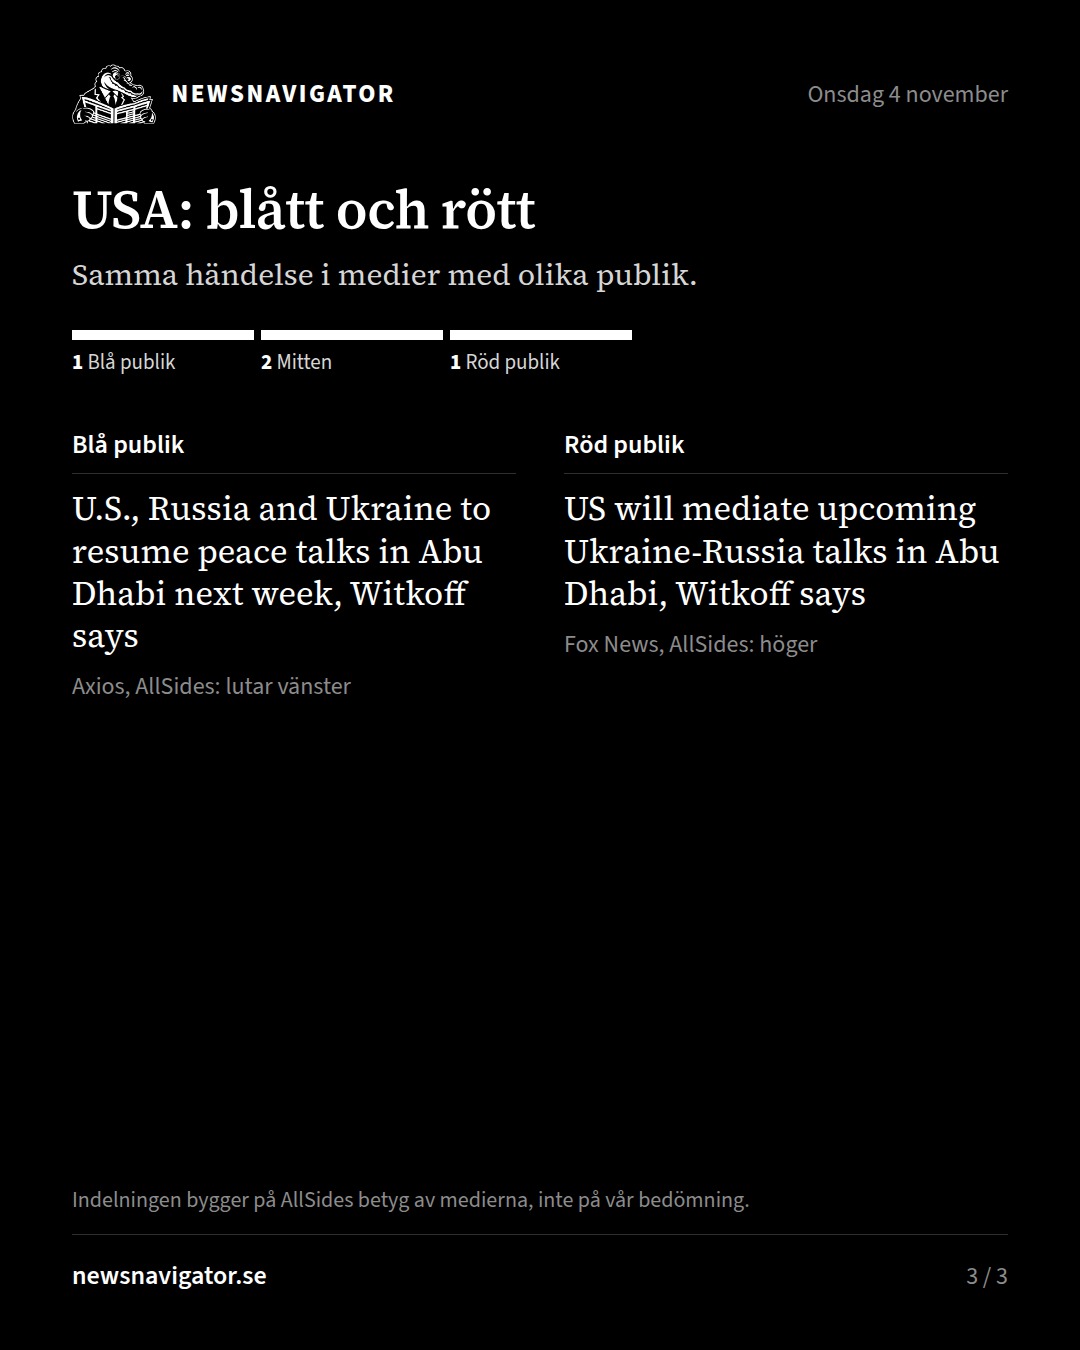 NEWSNAVIGATOR
Onsdag 4 november
USA: blått och rött
Samma händelse i medier med olika publik.
1 Blå publik
2 Mitten
1 Röd publik
Blå publik
U.S., Russia and Ukraine to
resume peace talks in Abu
Dhabi next week, Witkoff
says
Axios, AllSides: lutar vänster
Röd publik
US will mediate upcoming
Ukraine-Russia talks in Abu
Dhabi, Witkoff says
Fox News, AllSides: höger
Indelningen bygger på AllSides betyg av medierna, inte på vår bedömning.
newsnavigator.se
3 / 3